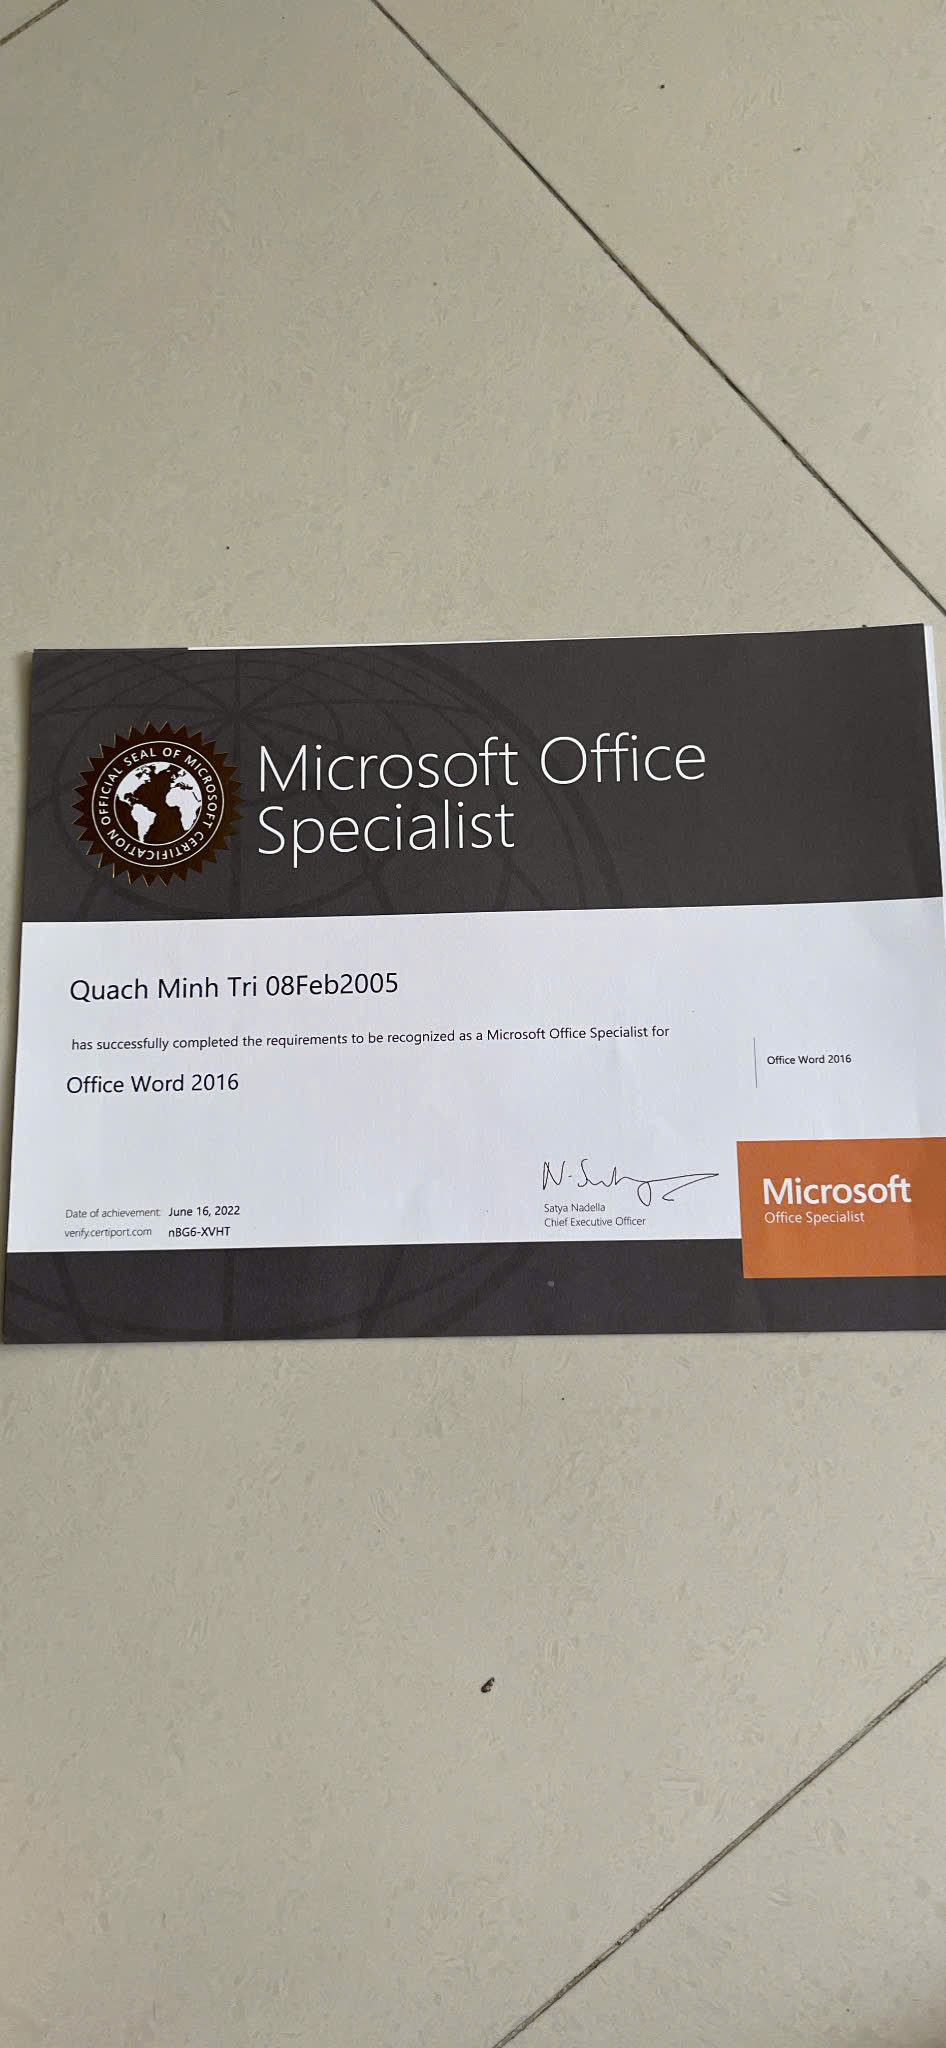 OFFICIAL SEAL OF MICROSOFT CERTIFICATION
Microsoft Office
Specialist
Quach Minh Tri 08Feb2005
has successfully completed the requirements to be recognized as a Microsoft Office Specialist for
Office Word 2016
Office Word 2016
Date of achievement: June 16, 2022
verify.certiport.com nBG6-XVHT
N. Satya
Satya Nadella
Chief Executive Officer
Microsoft
Office Specialist